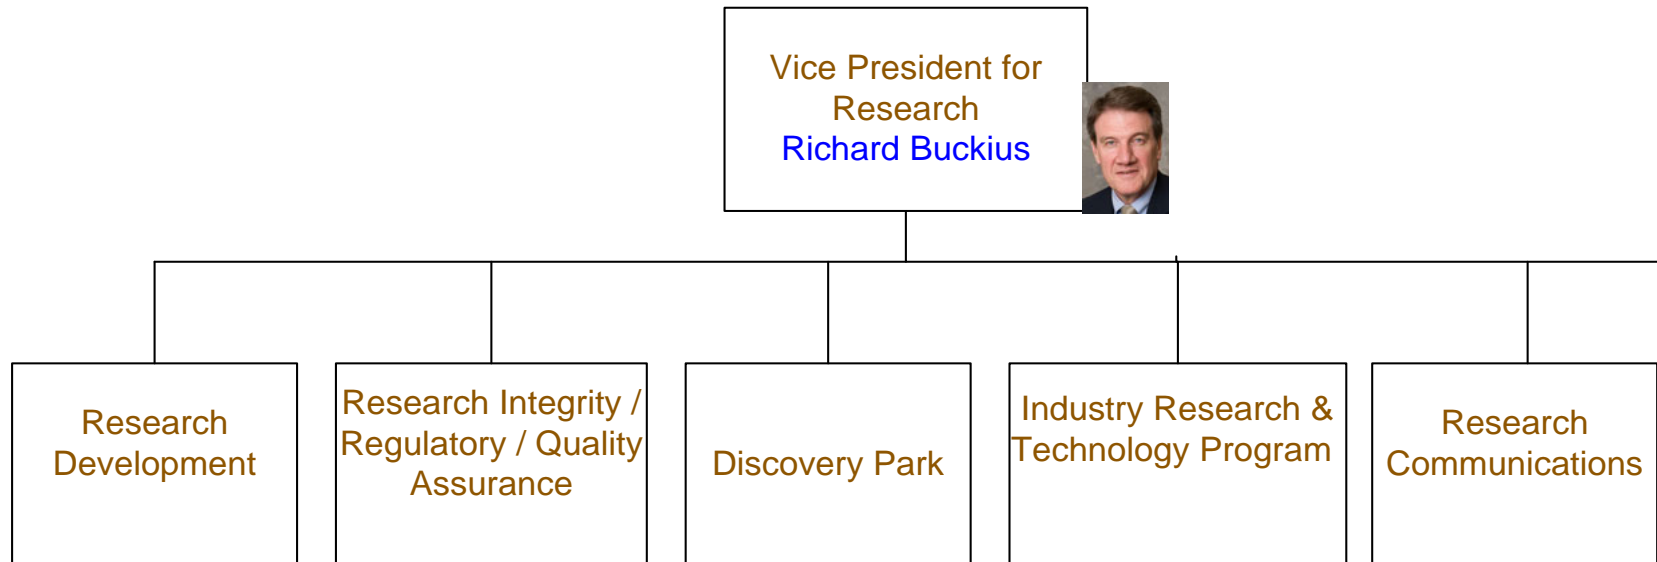 Vice President for
Research
Richard Buckius
Research
Development
Research Integrity /
Regulatory / Quality
Assurance
Discovery Park
Industry Research &
Technology Program
Research
Communications